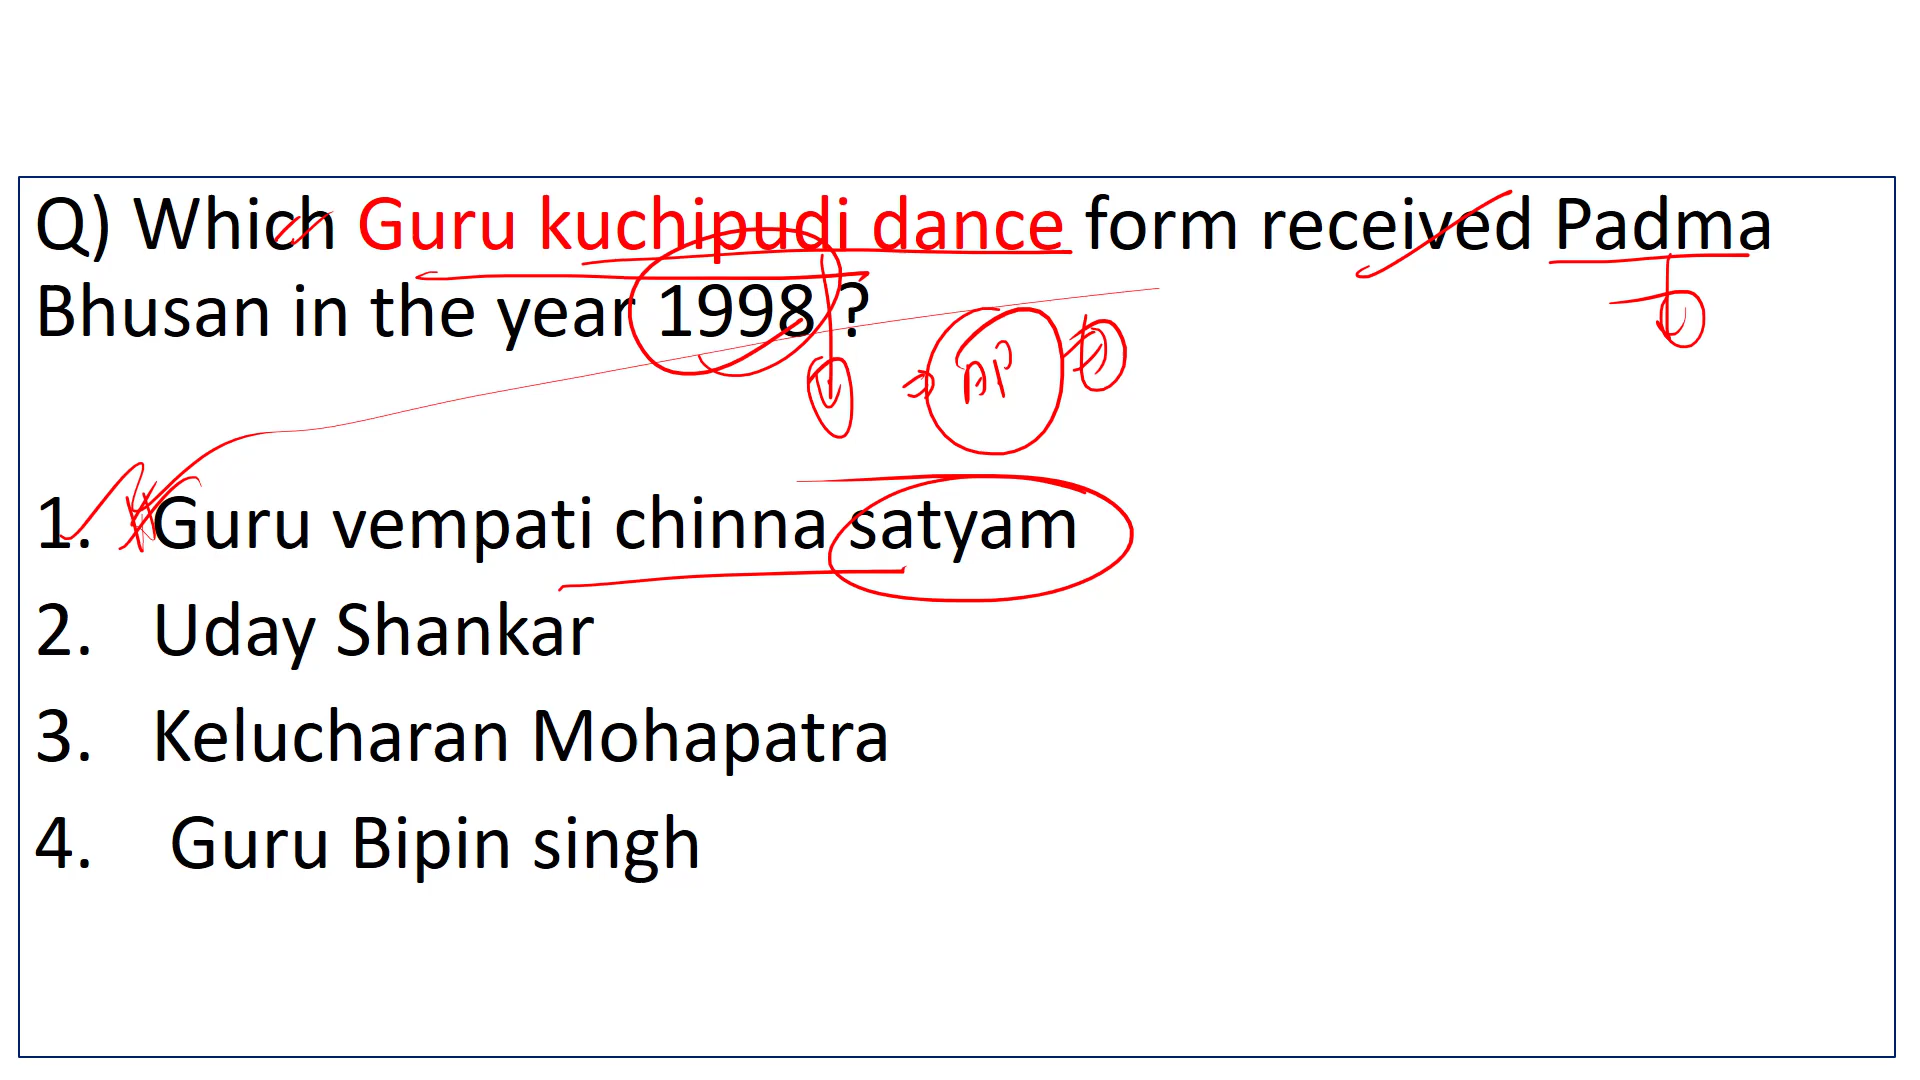 Q) Which Guru kuchipudi dance form received Padma
Bhusan in the year 1998 ?
AP
1. Guru vempati chinna satyam
2. Uday Shankar
3. Kelucharan Mohapatra
4. Guru Bipin singh